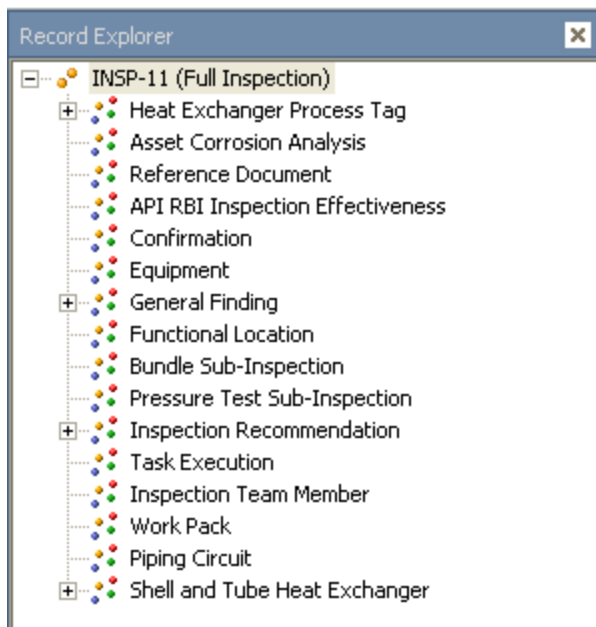 Record Explorer
INSP-11 (Full Inspection)
Heat Exchanger Process Tag
Asset Corrosion Analysis
Reference Document
API RBI Inspection Effectiveness
Confirmation
Equipment
General Finding
Functional Location
Bundle Sub-Inspection
Pressure Test Sub-Inspection
Inspection Recommendation
Task Execution
Inspection Team Member
Work Pack
Piping Circuit
Shell and Tube Heat Exchanger